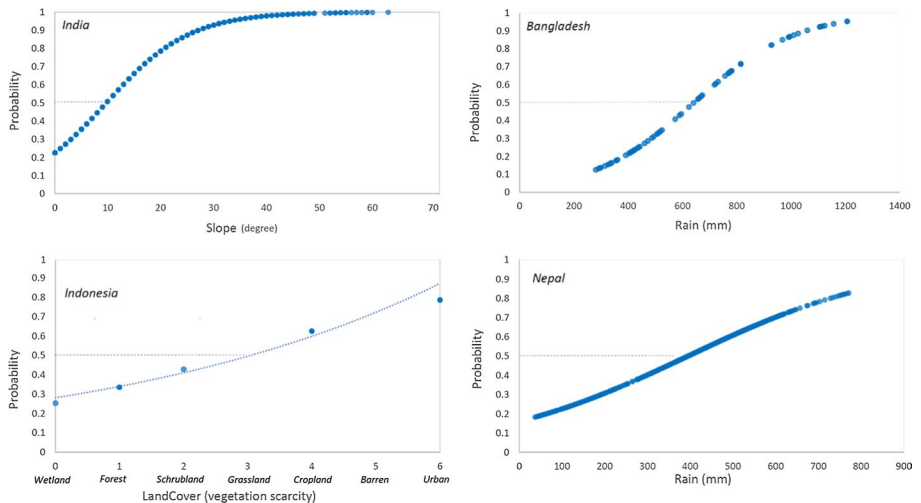 India
1
0.9
0.8
0.7
0.6
0.5
0.4
0.3
0.2
0.1
0
Probability
0 10 20 30 40 50 60 70
Slope (degree)
Bangladesh
1
0.9
0.8
0.7
0.6
0.5
0.4
0.3
0.2
0.1
0
Probability
0 200 400 600 800 1000 1200 1400
Rain (mm)
Indonesia
1
0.9
0.8
0.7
0.6
0.5
0.4
0.3
0.2
0.1
0
Probability
0 1 2 3 4 5 6
Wetland Forest Schrubland Grassland Cropland Barren Urban
LandCover (vegetation scarcity)
Nepal
1
0.9
0.8
0.7
0.6
0.5
0.4
0.3
0.2
0.1
0
Probability
0 100 200 300 400 500 600 700 800 900
Rain (mm)